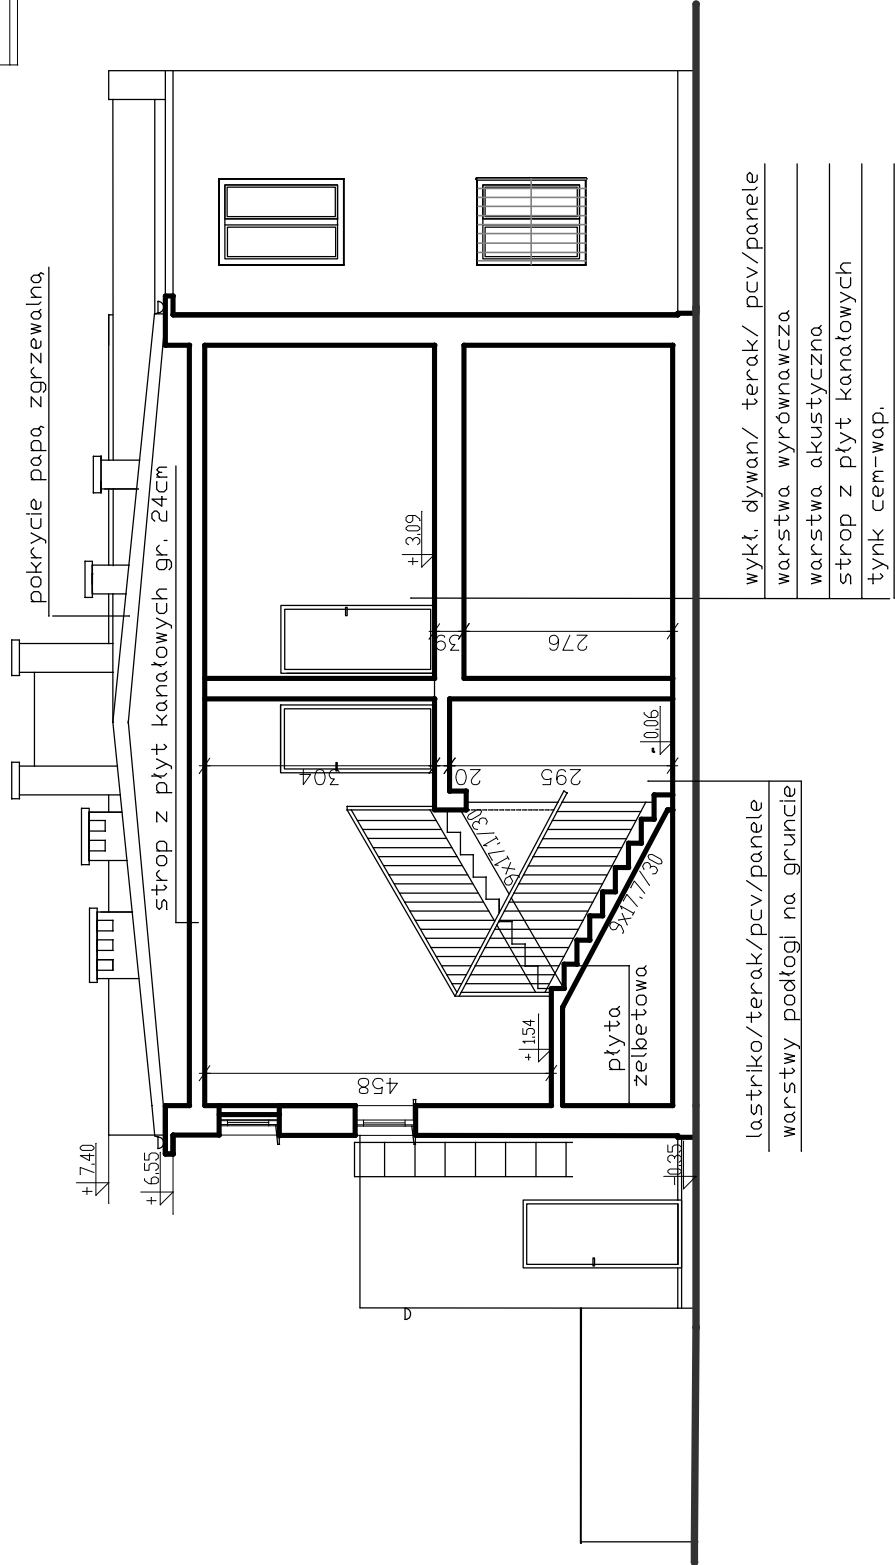 pokrycie papą zgrzewalną
strop z płyt kanałowych gr. 24cm
+ 7.40
+ 6.55
+ 3.09
39
276
304
20
295
- 0.06
9x17.1/30
9x17.7/30
+ 1.54
458
płyta
żelbetowa
-0.35
wykł. dywan/ terak/ pcv/panele
warstwa wyrównawcza
warstwa akustyczna
strop z płyt kanałowych
tynk cem-wap.
lastriko/terak/pcv/panele
warstwy podłogi na gruncie